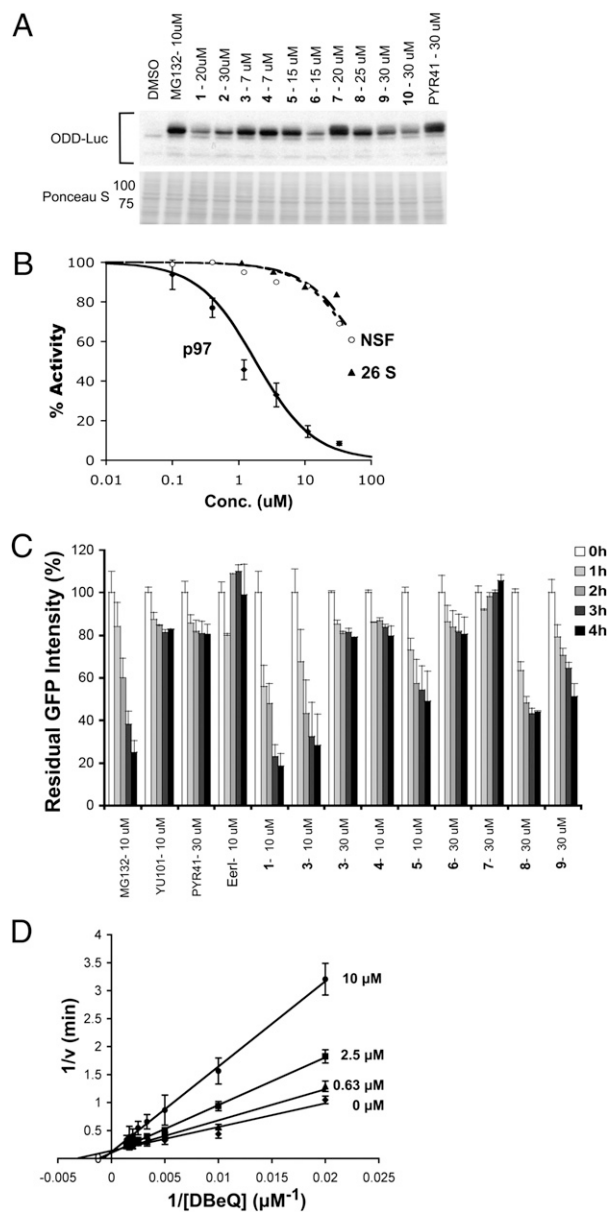 A
DMSO
MG132- 10uM
1 - 20uM
2 - 30uM
3 - 7 uM
4 - 7 uM
5 - 15 uM
6 - 15 uM
7 - 20 uM
8 - 25 uM
9 - 30 uM
10 - 30 uM
PYR41 - 30 uM
ODD-Luc
Ponceau S
100
75
B
% Activity
100
80
60
40
20
0
p97
NSF
26 S
0.01
0.1
1
10
100
Conc. (uM)
C
Residual GFP Intensity (%)
120
100
80
60
40
20
0
0h
1h
2h
3h
4h
MG132- 10 uM
YU101- 10 uM
PYR41- 30 uM
EerI- 10 uM
1- 10 uM
3- 10 uM
3- 30 uM
4- 10 uM
5- 10 uM
6- 30 uM
7- 30 uM
8- 30 uM
9- 30 uM
D
1/v (min)
4
3.5
3
2.5
2
1.5
1
0.5
0
10 µM
2.5 µM
0.63 µM
0 µM
-0.005
0
0.005
0.01
0.015
0.02
0.025
1/[DBeQ] (µM-1)